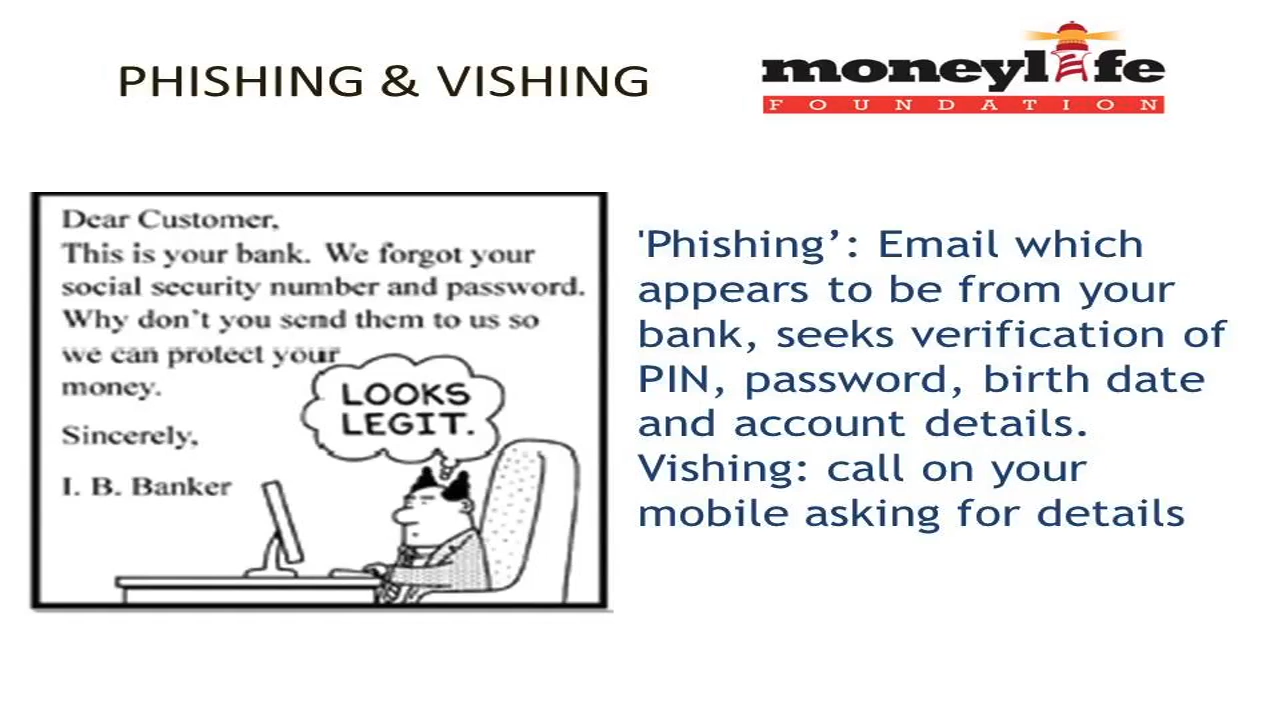 PHISHING & VISHING
moneylife
FOUNDATION
Dear Customer,
This is your bank. We forgot your
social security number and password.
Why don't you send them to us so
we can protect your
money.
LOOKS
LEGIT.
Sincerely,
I. B. Banker
'Phishing’: Email which
appears to be from your
bank, seeks verification of
PIN, password, birth date
and account details.
Vishing: call on your
mobile asking for details